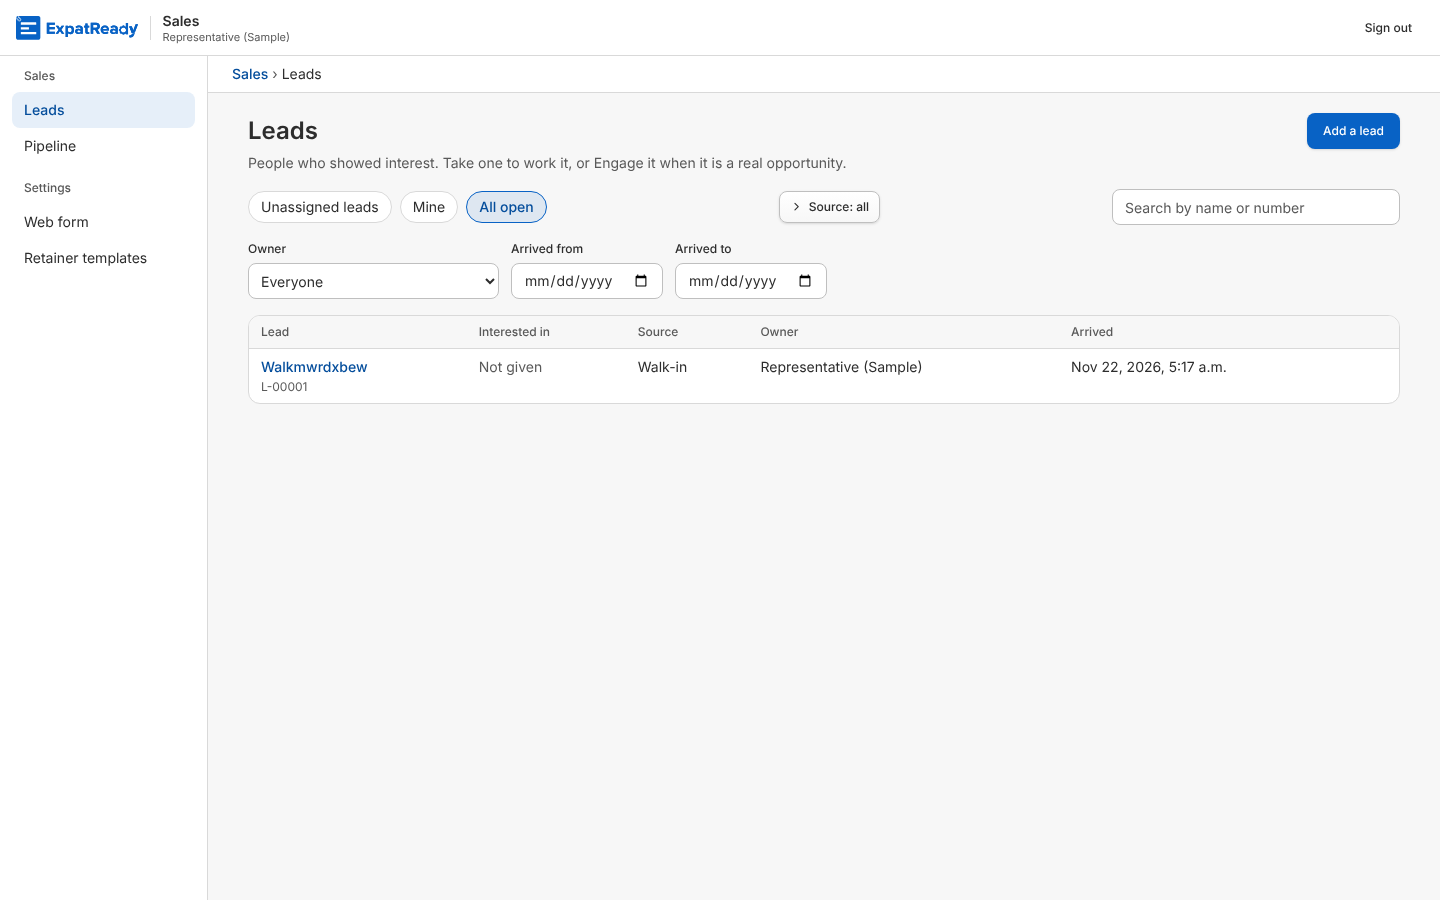 ExpatReady
Sales
Representative (Sample)
Sign out
Sales
Leads
Pipeline
Settings
Web form
Retainer templates
Sales › Leads
Leads
Add a lead
People who showed interest. Take one to work it, or Engage it when it is a real opportunity.
Unassigned leads
Mine
All open
Source: all
Search by name or number
Owner
Arrived from
Arrived to
Everyone
mm/dd/yyyy
mm/dd/yyyy
Lead
Interested in
Source
Owner
Arrived
Walkmwrdxbew
Not given
Walk-in
Representative (Sample)
Nov 22, 2026, 5:17 a.m.
L-00001